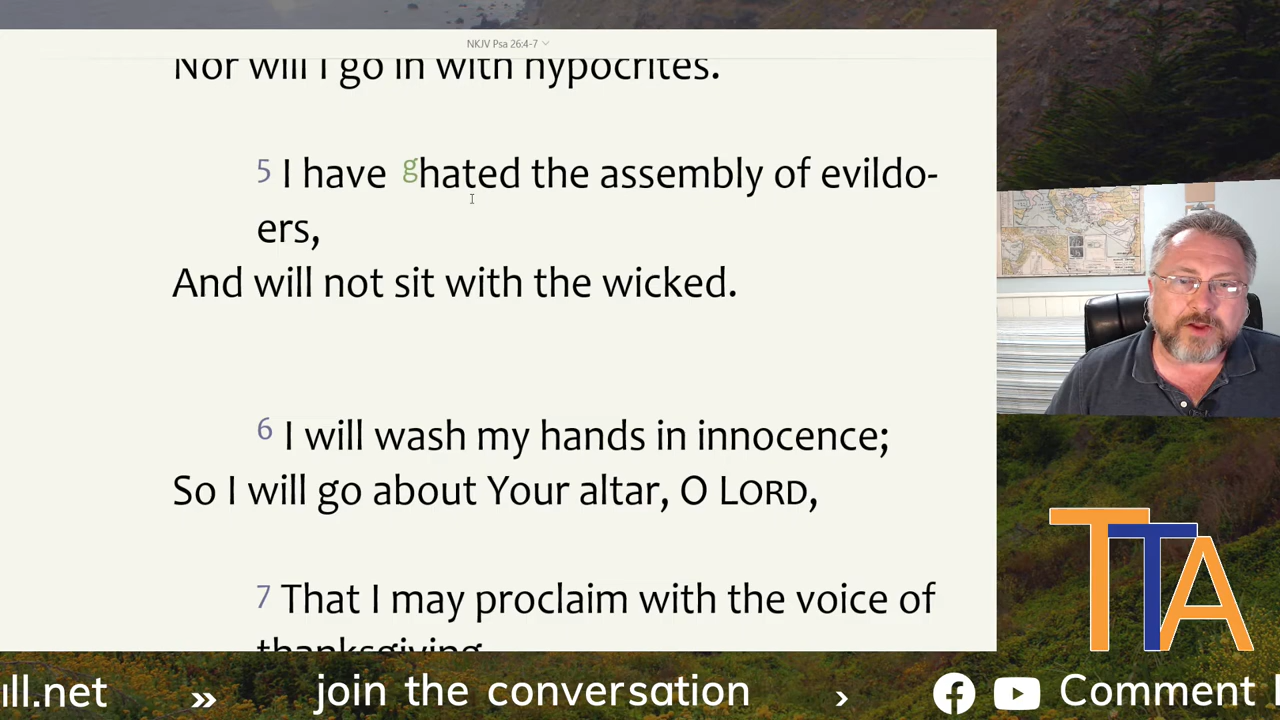 NKJV Psa 26:4-7
Nor will I go in with hypocrites.
5 I have ghated the assembly of evildo-
ers,
And will not sit with the wicked.
6 I will wash my hands in innocence;
So I will go about Your altar, O LORD,
7 That I may proclaim with the voice of
thanksgiving
TTA
ill.net » join the conversation › Comment